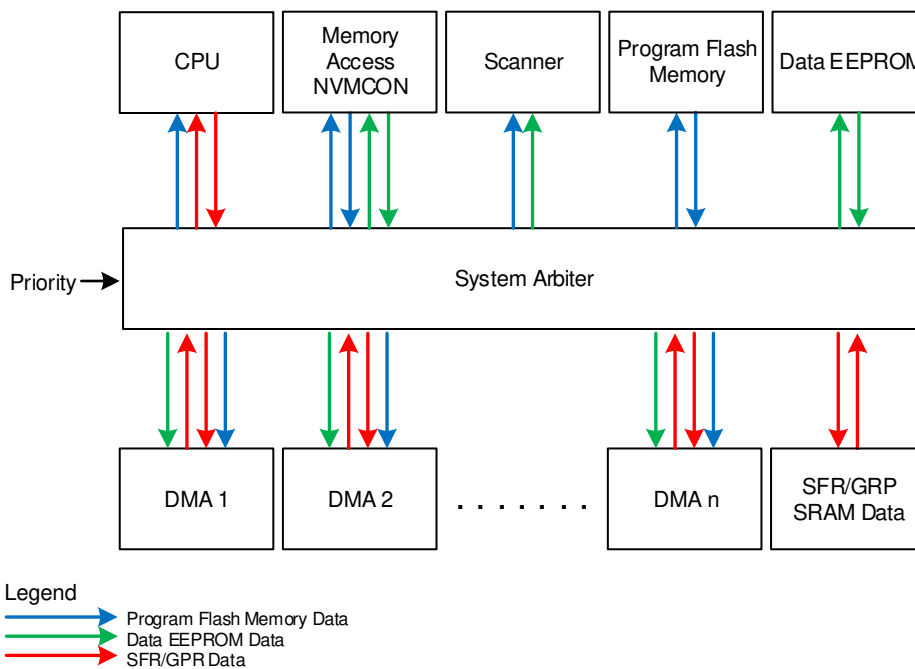 CPU
Memory
Access
NVMCON
Scanner
Program Flash
Memory
Data EEPROM
Priority
System Arbiter
DMA 1
DMA 2
. . . . . . .
DMA n
SFR/GRP
SRAM Data
Legend
Program Flash Memory Data
Data EEPROM Data
SFR/GPR Data